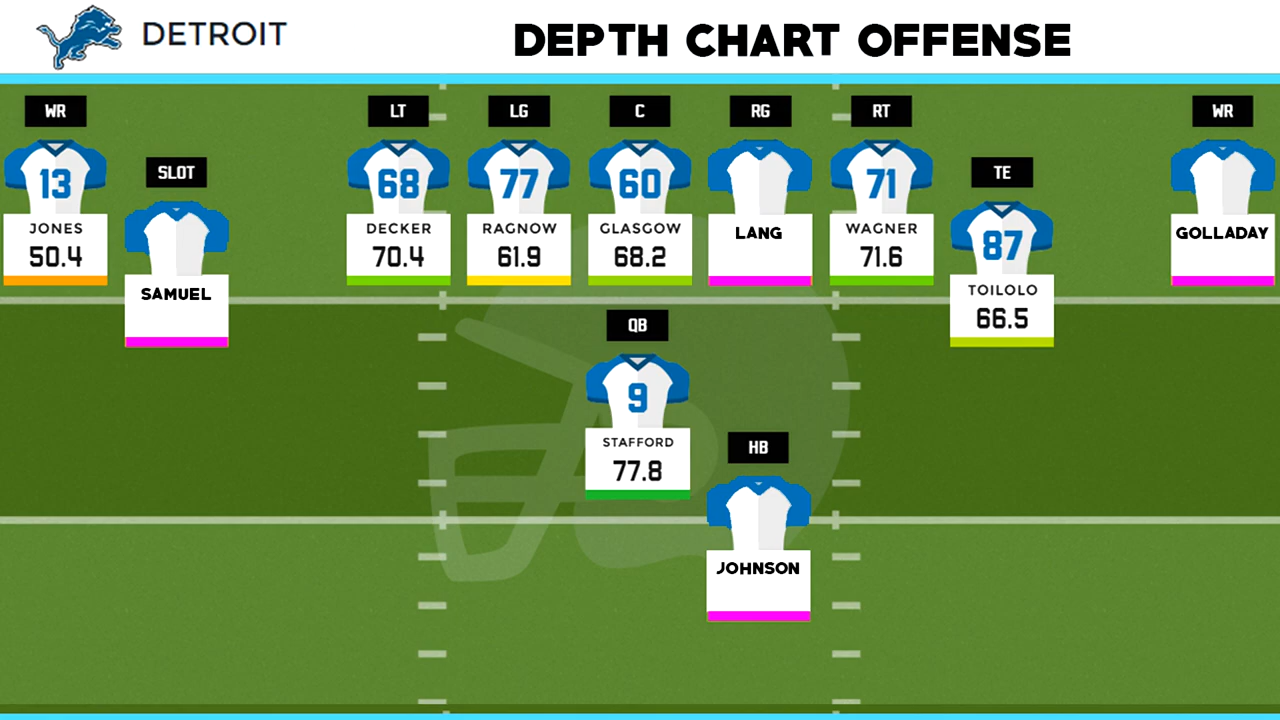 DETROIT
DEPTH CHART OFFENSE
WR
13
JONES
50.4
SLOT
SAMUEL
LT
68
DECKER
70.4
LG
77
RAGNOW
61.9
C
60
GLASGOW
68.2
RG
LANG
RT
71
WAGNER
71.6
TE
87
TOILOLO
66.5
WR
GOLLADAY
QB
9
STAFFORD
77.8
HB
JOHNSON